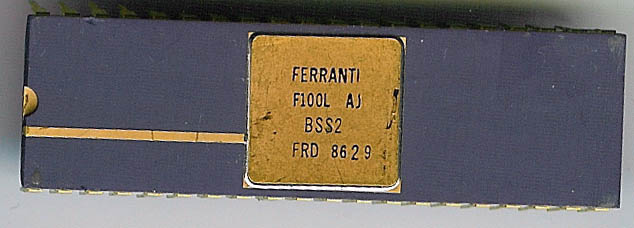 FERRANTI
F100L AJ
BSS2
FRD 8629